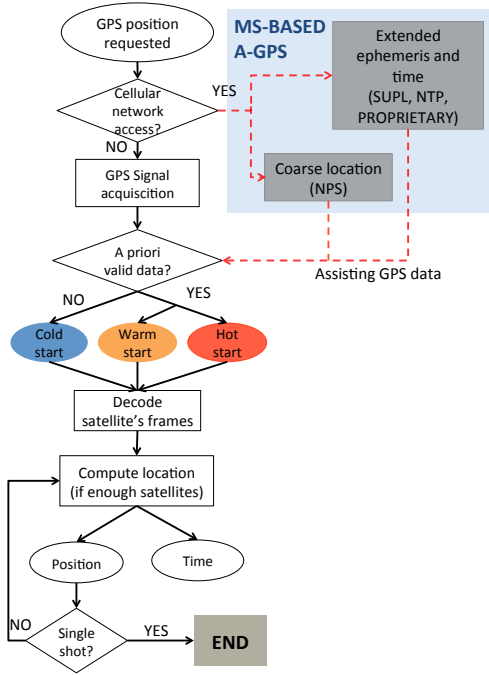 GPS position
requested
MS-BASED
A-GPS
Extended
ephemeris and
time
(SUPL, NTP,
PROPRIETARY)
Cellular
network
access?
YES
NO
GPS Signal
acquiscition
Coarse location
(NPS)
A priori
valid data?
Assisting GPS data
NO
YES
Cold
start
Warm
start
Hot
start
Decode
satellite's frames
Compute location
(if enough satellites)
Position
Time
NO
Single
shot?
YES
END